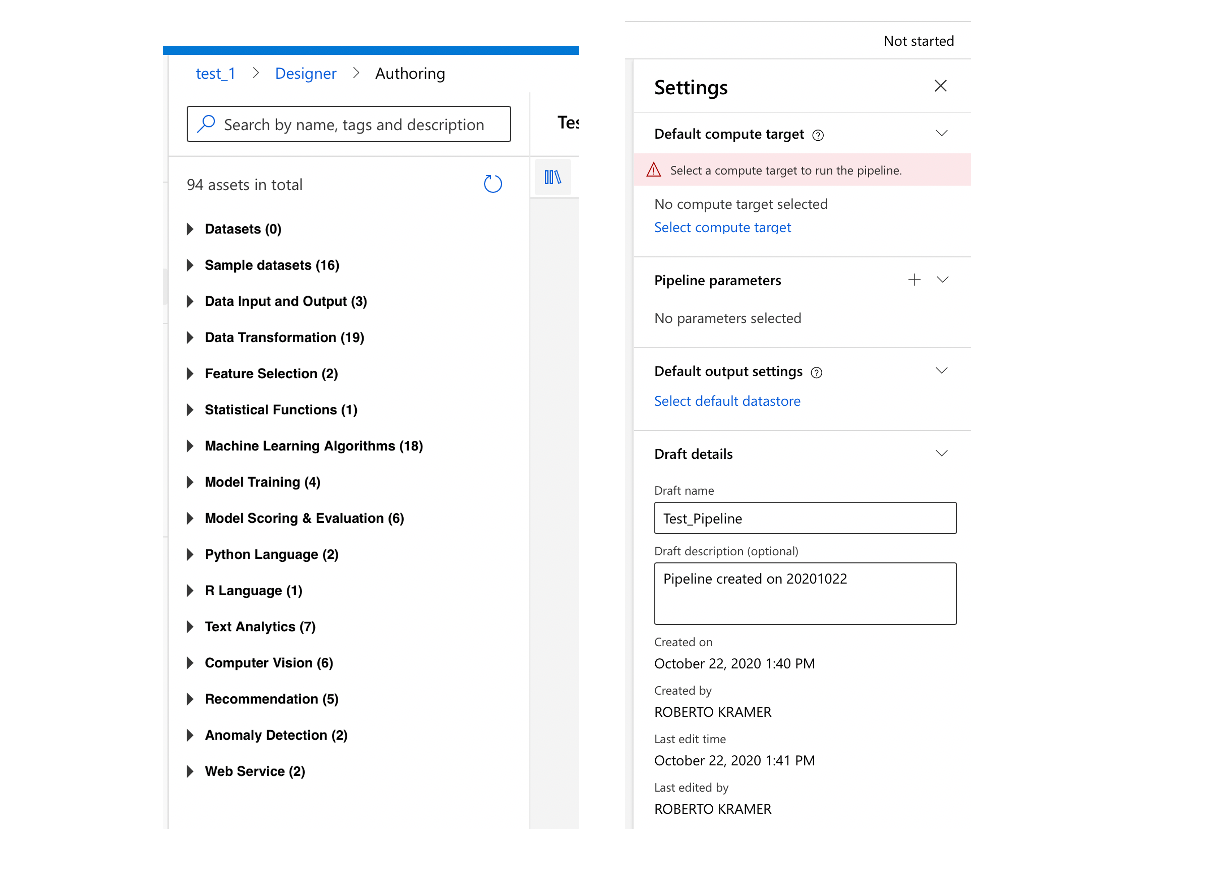 test_1 > Designer > Authoring
Search by name, tags and description
Tes
94 assets in total
Datasets (0)
Sample datasets (16)
Data Input and Output (3)
Data Transformation (19)
Feature Selection (2)
Statistical Functions (1)
Machine Learning Algorithms (18)
Model Training (4)
Model Scoring & Evaluation (6)
Python Language (2)
R Language (1)
Text Analytics (7)
Computer Vision (6)
Recommendation (5)
Anomaly Detection (2)
Web Service (2)
Not started
Settings
Default compute target
Select a compute target to run the pipeline.
No compute target selected
Select compute target
Pipeline parameters
No parameters selected
Default output settings
Select default datastore
Draft details
Draft name
Test_Pipeline
Draft description (optional)
Pipeline created on 20201022
Created on
October 22, 2020 1:40 PM
Created by
ROBERTO KRAMER
Last edit time
October 22, 2020 1:41 PM
Last edited by
ROBERTO KRAMER